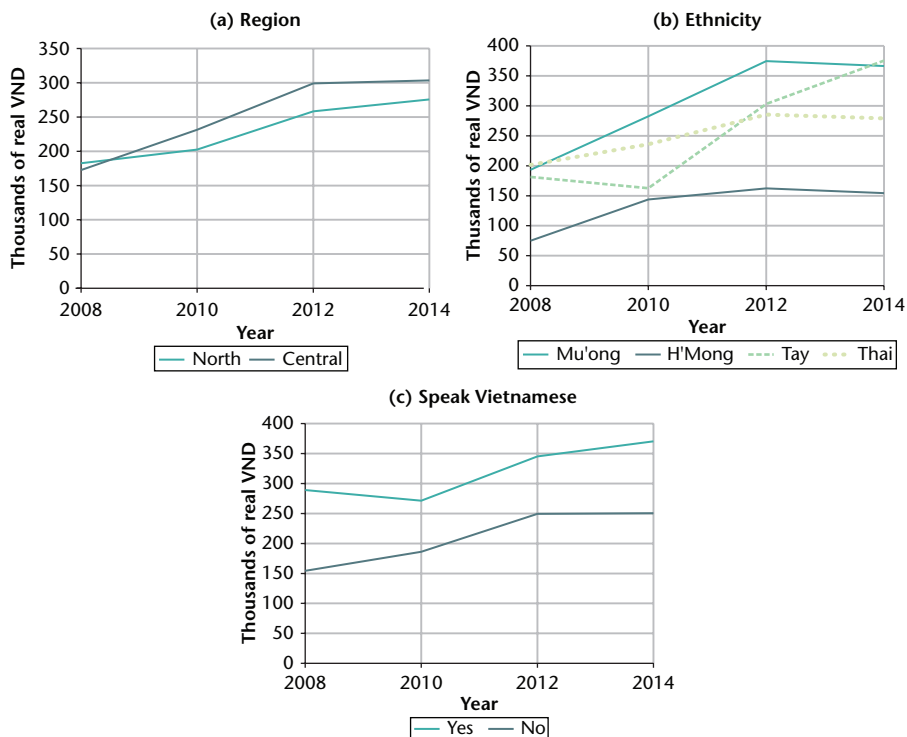 (a) Region
Thousands of real VND
350
300
250
200
150
100
50
0
2008 2010 2012 2014
Year
North Central
(b) Ethnicity
Thusands of real VND
400
350
300
250
200
150
100
50
0
2008 2010 2012 2014
Year
Mu'ong H'Mong Tay Thai
(c) Speak Vietnamese
Thousands of real VND
400
350
300
250
200
150
100
50
0
2008 2010 2012 2014
Year
Yes No